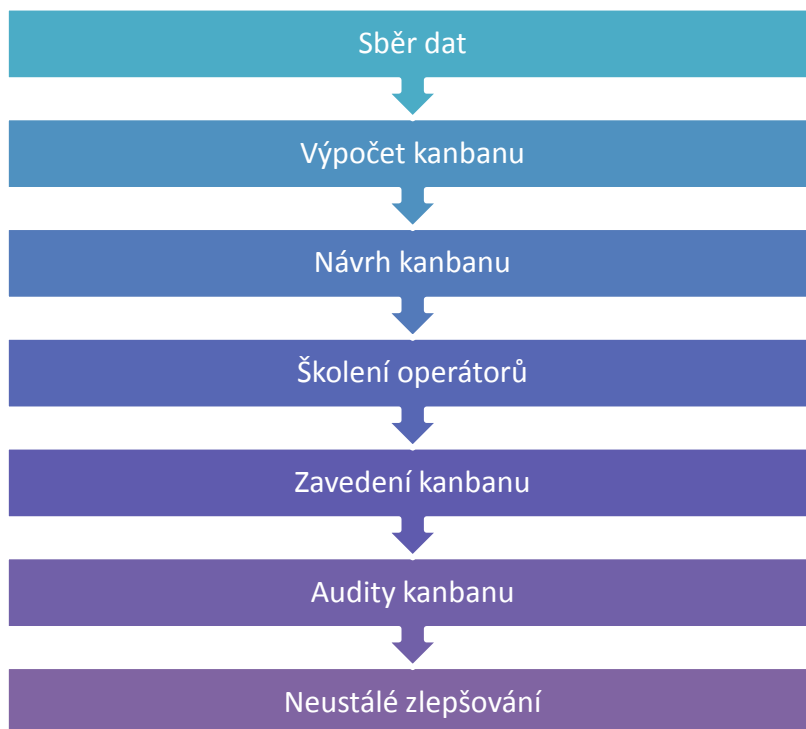 Sběr dat
Výpočet kanbanu
Návrh kanbanu
Školení operátorů
Zavedení kanbanu
Audity kanbanu
Neustálé zlepšování